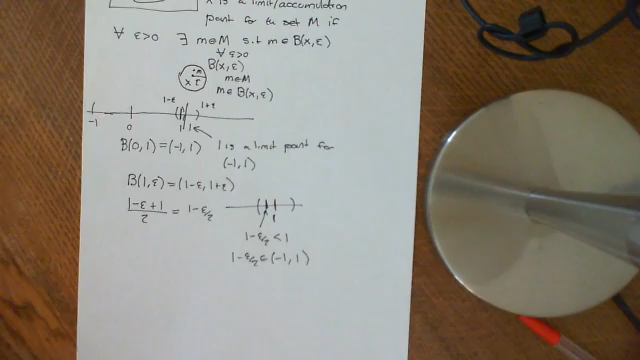 x is a limit/accumulation
point for the set M if
∀ ε>0 ∃ m∈M s.t m∈B(x,ε)
∀ ε>0
B(x,ε)
m
x ε
m∈M
m∈B(x,ε)
1-ε
1+ε
-1
0
1
B(0,1)=(-1,1)
1 is a limit point for
(-1,1)
B(1,ε)=(1-ε,1+ε)
(1-ε+1)/2 = 1-ε/2
1
1-ε/2 < 1
1-ε/2 ∈ (-1,1)